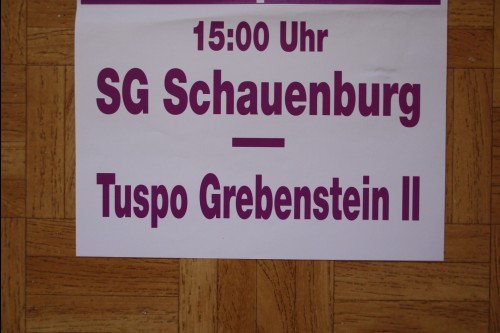 15:00 Uhr
SG Schauenburg
—
Tuspo Grebenstein II